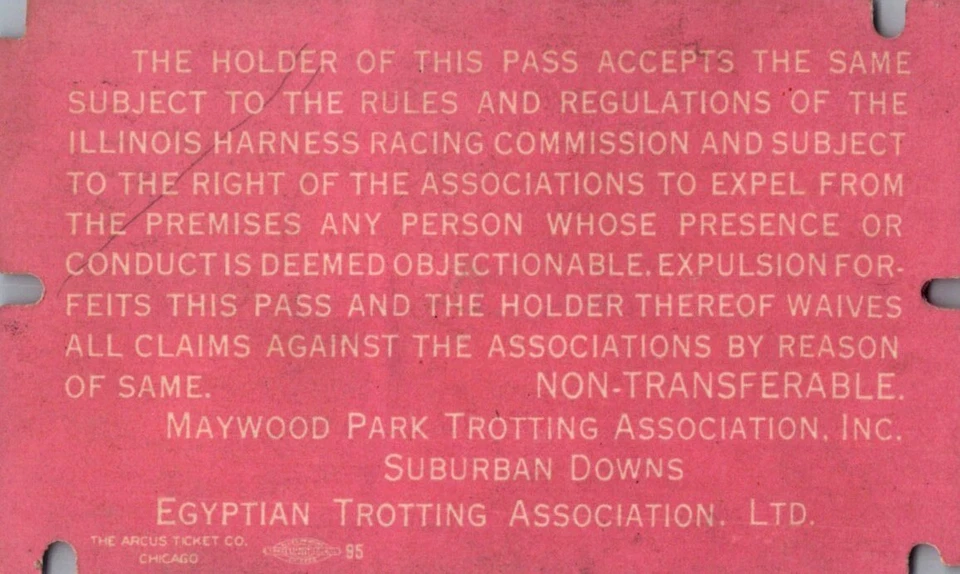 THE HOLDER OF THIS PASS ACCEPTS THE SAME
SUBJECT TO THE RULES AND REGULATIONS OF THE
ILLINOIS HARNESS RACING COMMISSION AND SUBJECT
TO THE RIGHT OF THE ASSOCIATIONS TO EXPEL FROM
THE PREMISES ANY PERSON WHOSE PRESENCE OR
CONDUCT IS DEEMED OBJECTIONABLE. EXPULSION FOR-
FEITS THIS PASS AND THE HOLDER THEREOF WAIVES
ALL CLAIMS AGAINST THE ASSOCIATIONS BY REASON
OF SAME. NON-TRANSFERABLE.
MAYWOOD PARK TROTTING ASSOCIATION, INC.
SUBURBAN DOWNS
EGYPTIAN TROTTING ASSOCIATION, LTD.
THE ARCUS TICKET CO.
CHICAGO
95